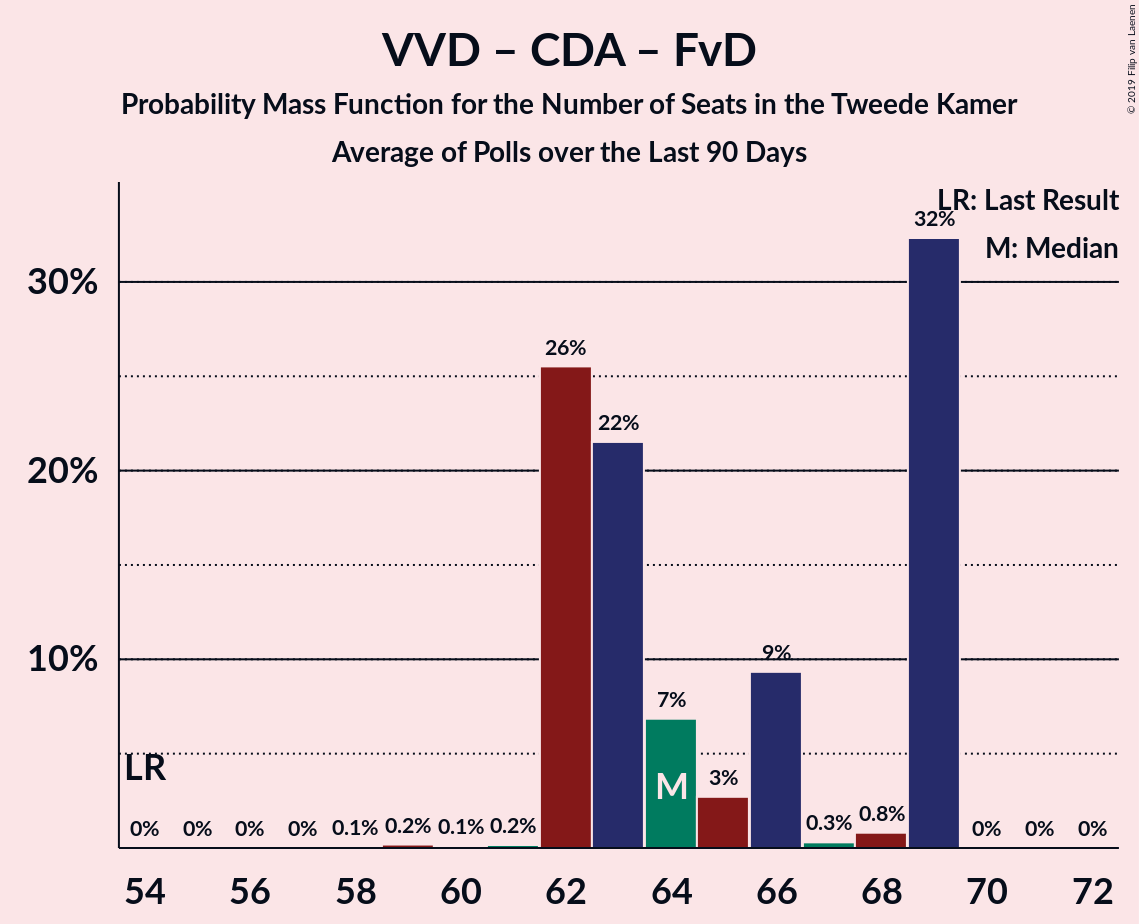 VVD – CDA – FvD
Probability Mass Function for the Number of Seats in the Tweede Kamer
Average of Polls over the Last 90 Days
© 2019 Filip van Laenen
LR: Last Result
M: Median
32%
30%
26%
22%
20%
10%
9%
7%
LR
M
3%
0% 0% 0% 0% 0.1% 0.2% 0.1% 0.2% 0.3% 0.8% 0% 0% 0%
54 56 58 60 62 64 66 68 70 72